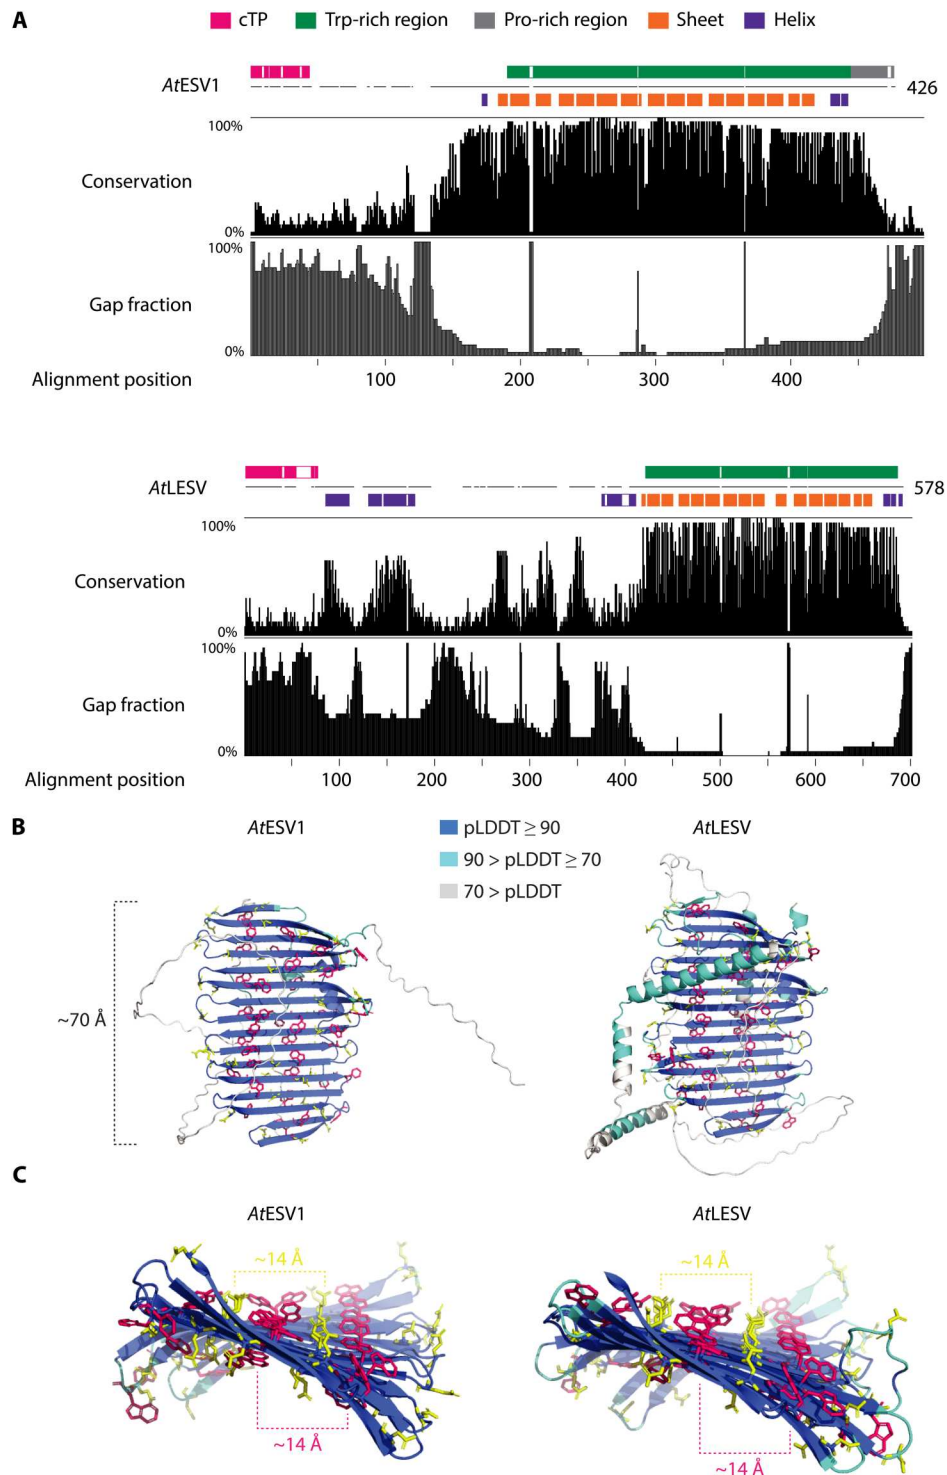 A
cTP Trp-rich region Pro-rich region Sheet Helix
AtESV1
426
100%
Conservation
0%
100%
Gap fraction
0%
Alignment position 100 200 300 400
AtLESV
578
100%
Conservation
0%
100%
Gap fraction
0%
Alignment position 100 200 300 400 500 600 700
B
AtESV1
pLDDT ≥ 90
90 > pLDDT ≥ 70
70 > pLDDT
AtLESV
~70 Å
C
AtESV1
AtLESV
~14 Å
~14 Å
~14 Å
~14 Å